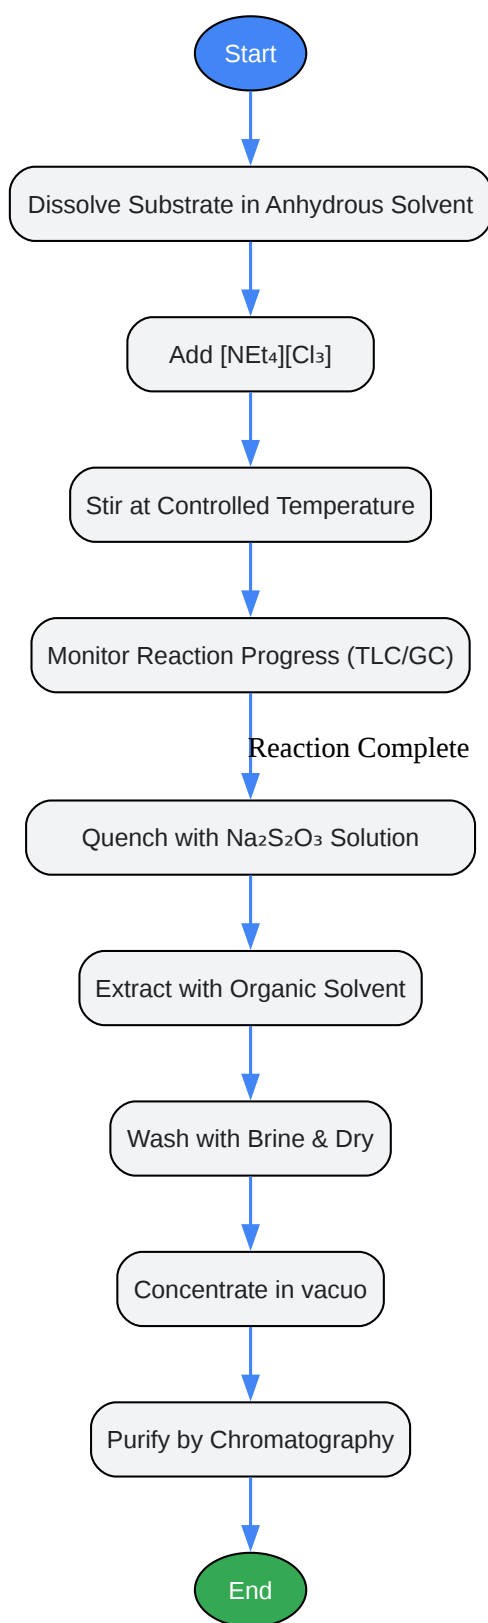 Start
Dissolve Substrate in Anhydrous Solvent
Add [NEt₄][Cl₃]
Stir at Controlled Temperature
Monitor Reaction Progress (TLC/GC)
Reaction Complete
Quench with Na₂S₂O₃ Solution
Extract with Organic Solvent
Wash with Brine & Dry
Concentrate in vacuo
Purify by Chromatography
End